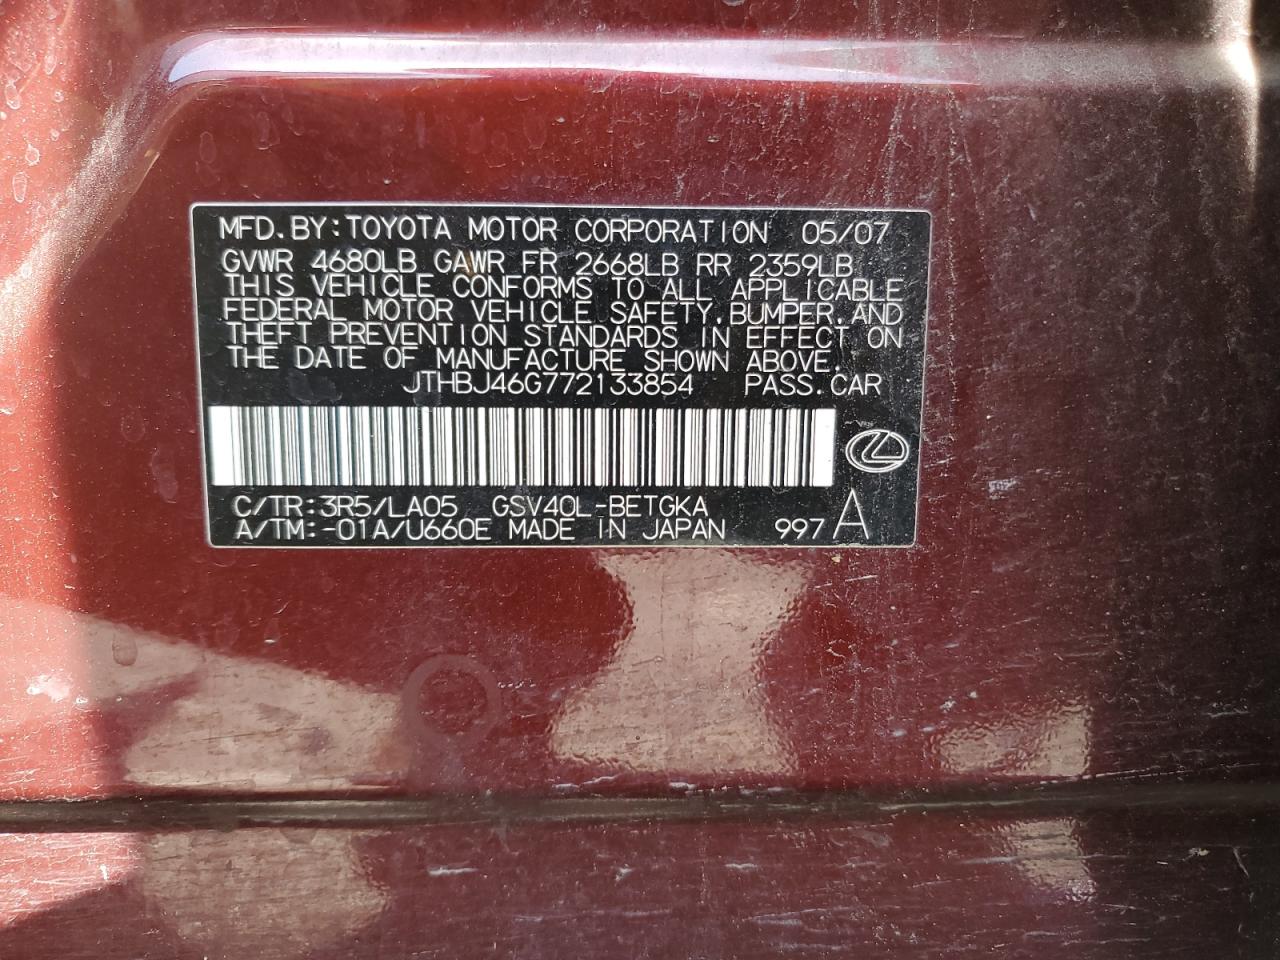 MFD.BY:TOYOTA MOTOR CORPORATION 05/07
GVWR 4680LB GAWR FR 2668LB RR 2359LB
THIS VEHICLE CONFORMS TO ALL APPLICABLE
FEDERAL MOTOR VEHICLE SAFETY,BUMPER,AND
THEFT PREVENTION STANDARDS IN EFFECT ON
THE DATE OF MANUFACTURE SHOWN ABOVE.
JTHBJ46G772133854 PASS.CAR
C/TR:3R5/LA05 GSV40L-BETGKA
A/TM:-01A/U660E MADE IN JAPAN 997 A